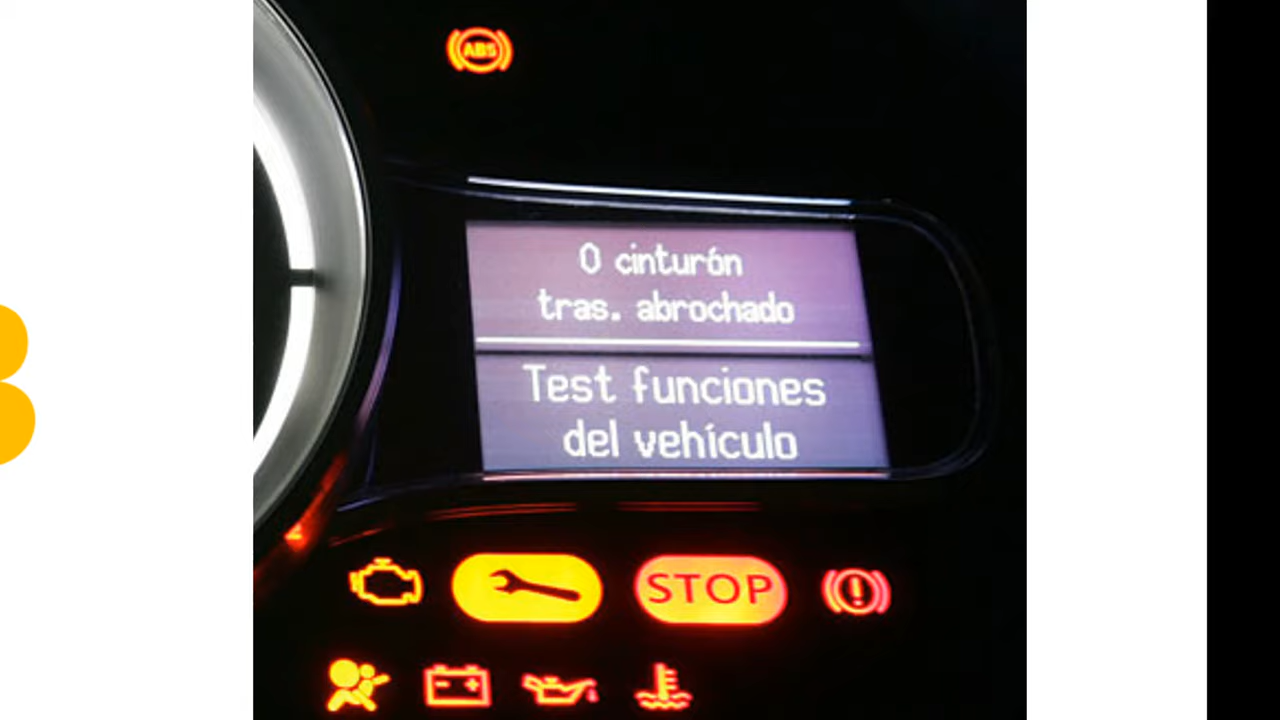 ABS
0 cinturón
tras. abrochado
Test funciones
del vehículo
STOP